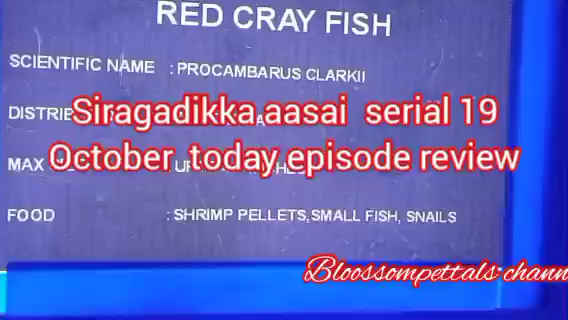 RED CRAY FISH
SCIENTIFIC NAME : PROCAMBARUS CLARKII
Siragadikka aasai serial 19
October today episode review
FOOD : SHRIMP PELLETS,SMALL FISH, SNAILS
Bloossompettals chann